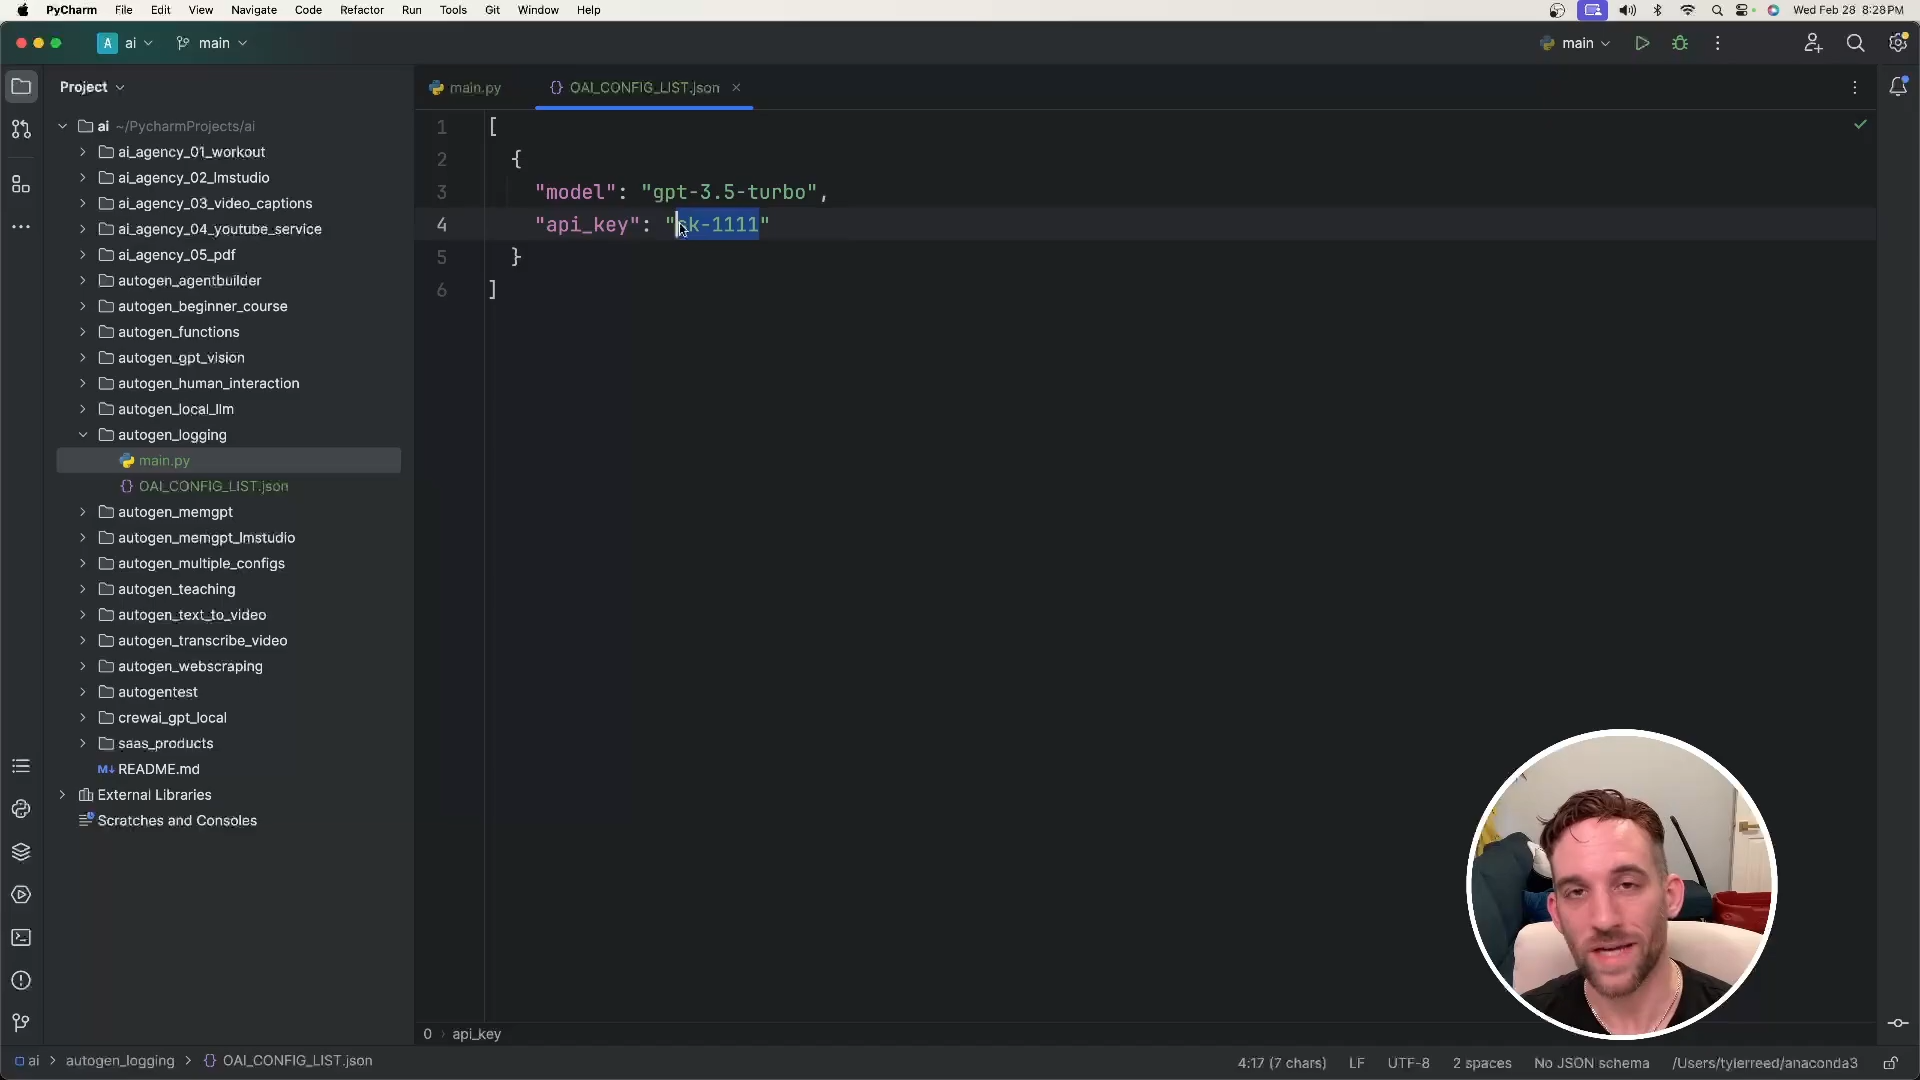 PyCharm File Edit View Navigate Code Refactor Run Tools Git Window Help Wed Feb 28 8:28 PM
A ai main main
Project
main.py OAI_CONFIG_LIST.json
ai ~/PycharmProjects/ai
ai_agency_01_workout
ai_agency_02_lmstudio
ai_agency_03_video_captions
ai_agency_04_youtube_service
ai_agency_05_pdf
autogen_agentbuilder
autogen_beginner_course
autogen_functions
autogen_gpt_vision
autogen_human_interaction
autogen_local_llm
autogen_logging
main.py
OAI_CONFIG_LIST.json
autogen_memgpt
autogen_memgpt_lmstudio
autogen_multiple_configs
autogen_teaching
autogen_text_to_video
autogen_transcribe_video
autogen_webscraping
autogentest
crewai_gpt_local
saas_products
README.md
External Libraries
Scratches and Consoles
1 [
2 {
3 "model": "gpt-3.5-turbo",
4 "api_key": "sk-1111"
5 }
6 ]
0 › api_key
ai > autogen_logging > OAI_CONFIG_LIST.json
4:17 (7 chars) LF UTF-8 2 spaces No JSON schema /Users/tylerreed/anaconda3